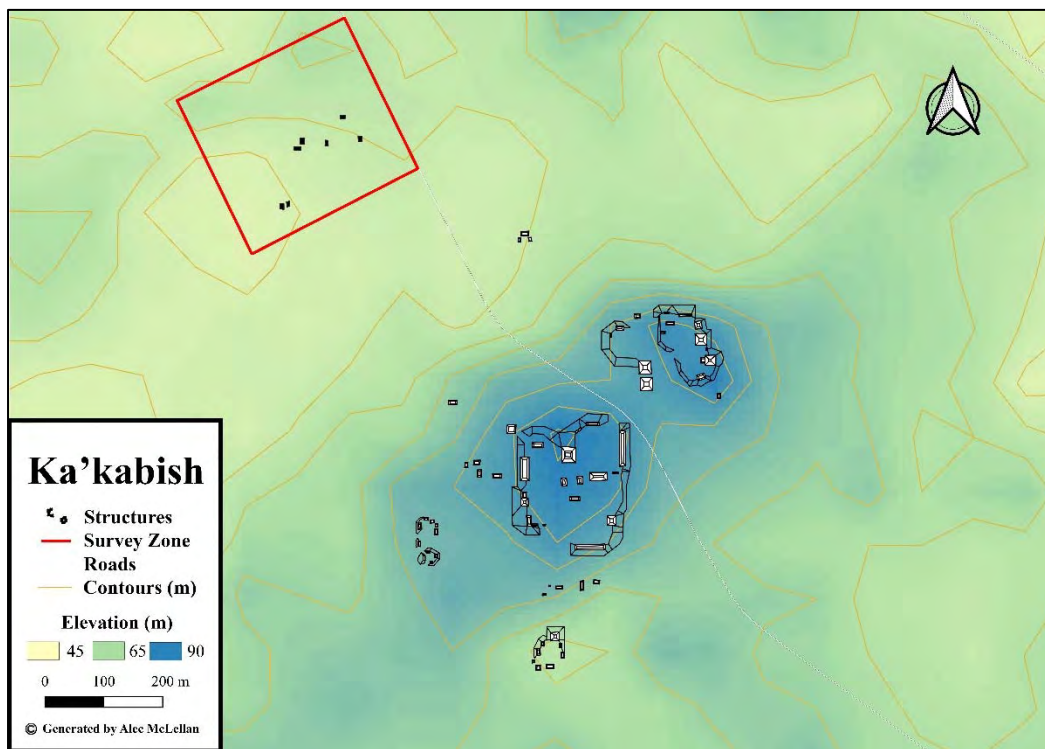 Ka'kabish
Structures
Survey Zone
Roads
Contours (m)
Elevation (m)
45 65 90
0 100 200 m
© Generated by Alec McLellan